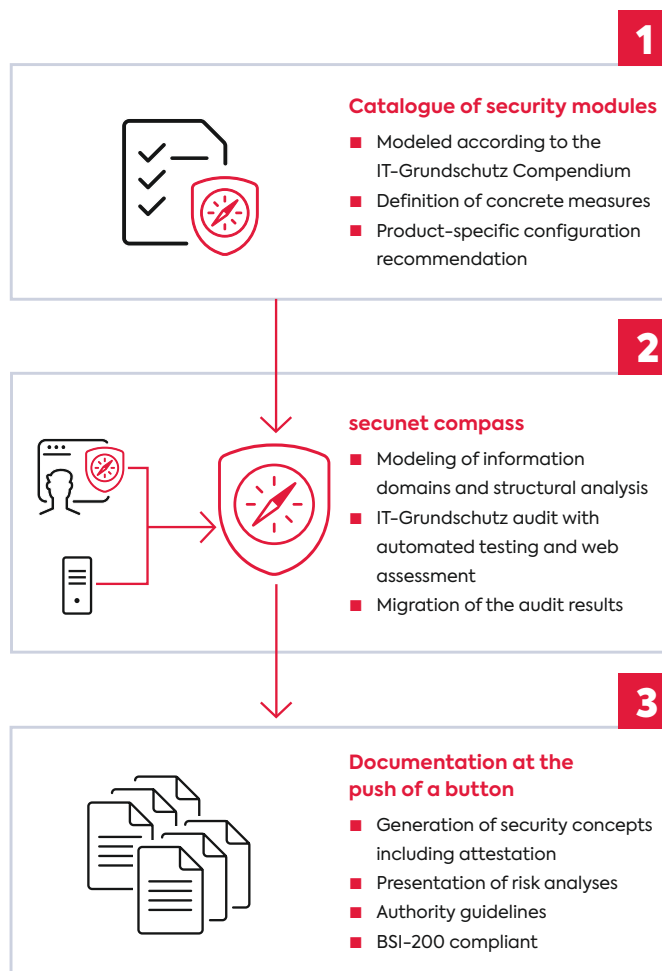 1
Catalogue of security modules
■ Modeled according to the
IT-Grundschutz Compendium
■ Definition of concrete measures
■ Product-specific configuration
recommendation
2
secunet compass
■ Modeling of information
domains and structural analysis
■ IT-Grundschutz audit with
automated testing and web
assessment
■ Migration of the audit results
3
Documentation at the
push of a button
■ Generation of security concepts
including attestation
■ Presentation of risk analyses
■ Authority guidelines
■ BSI-200 compliant